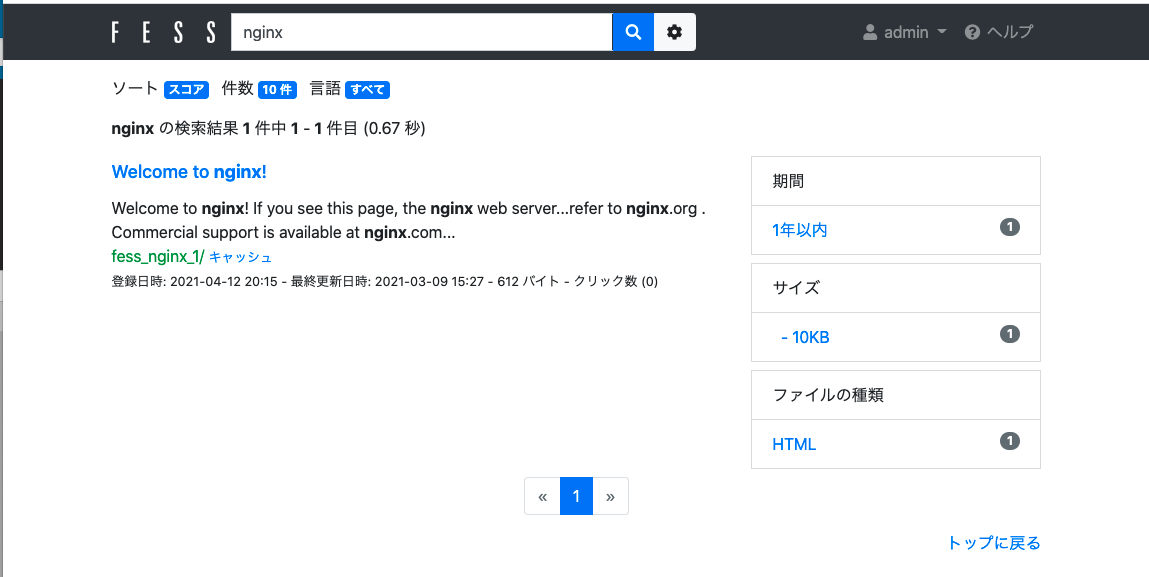 FESS nginx admin ヘルプ
ソート スコア 件数 10 件 言語 すべて
nginx の検索結果 1 件中 1 - 1 件目 (0.67 秒)
Welcome to nginx!
Welcome to nginx! If you see this page, the nginx web server...refer to nginx.org .
Commercial support is available at nginx.com...
fess_nginx_1/ キャッシュ
登録日時: 2021-04-12 20:15 - 最終更新日時: 2021-03-09 15:27 - 612 バイト - クリック数 (0)
期間
1年以内 1
サイズ
- 10KB 1
ファイルの種類
HTML 1
« 1 »
トップに戻る